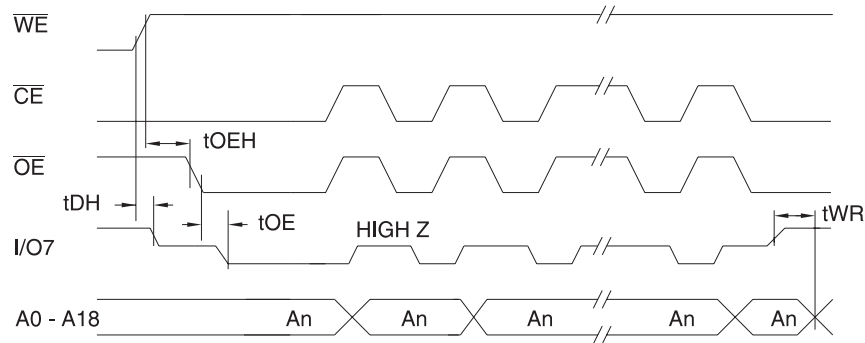 WE
CE
tOEH
OE
tDH
tOE
HIGH Z
tWR
I/O7
A0 - A18
An An An An An